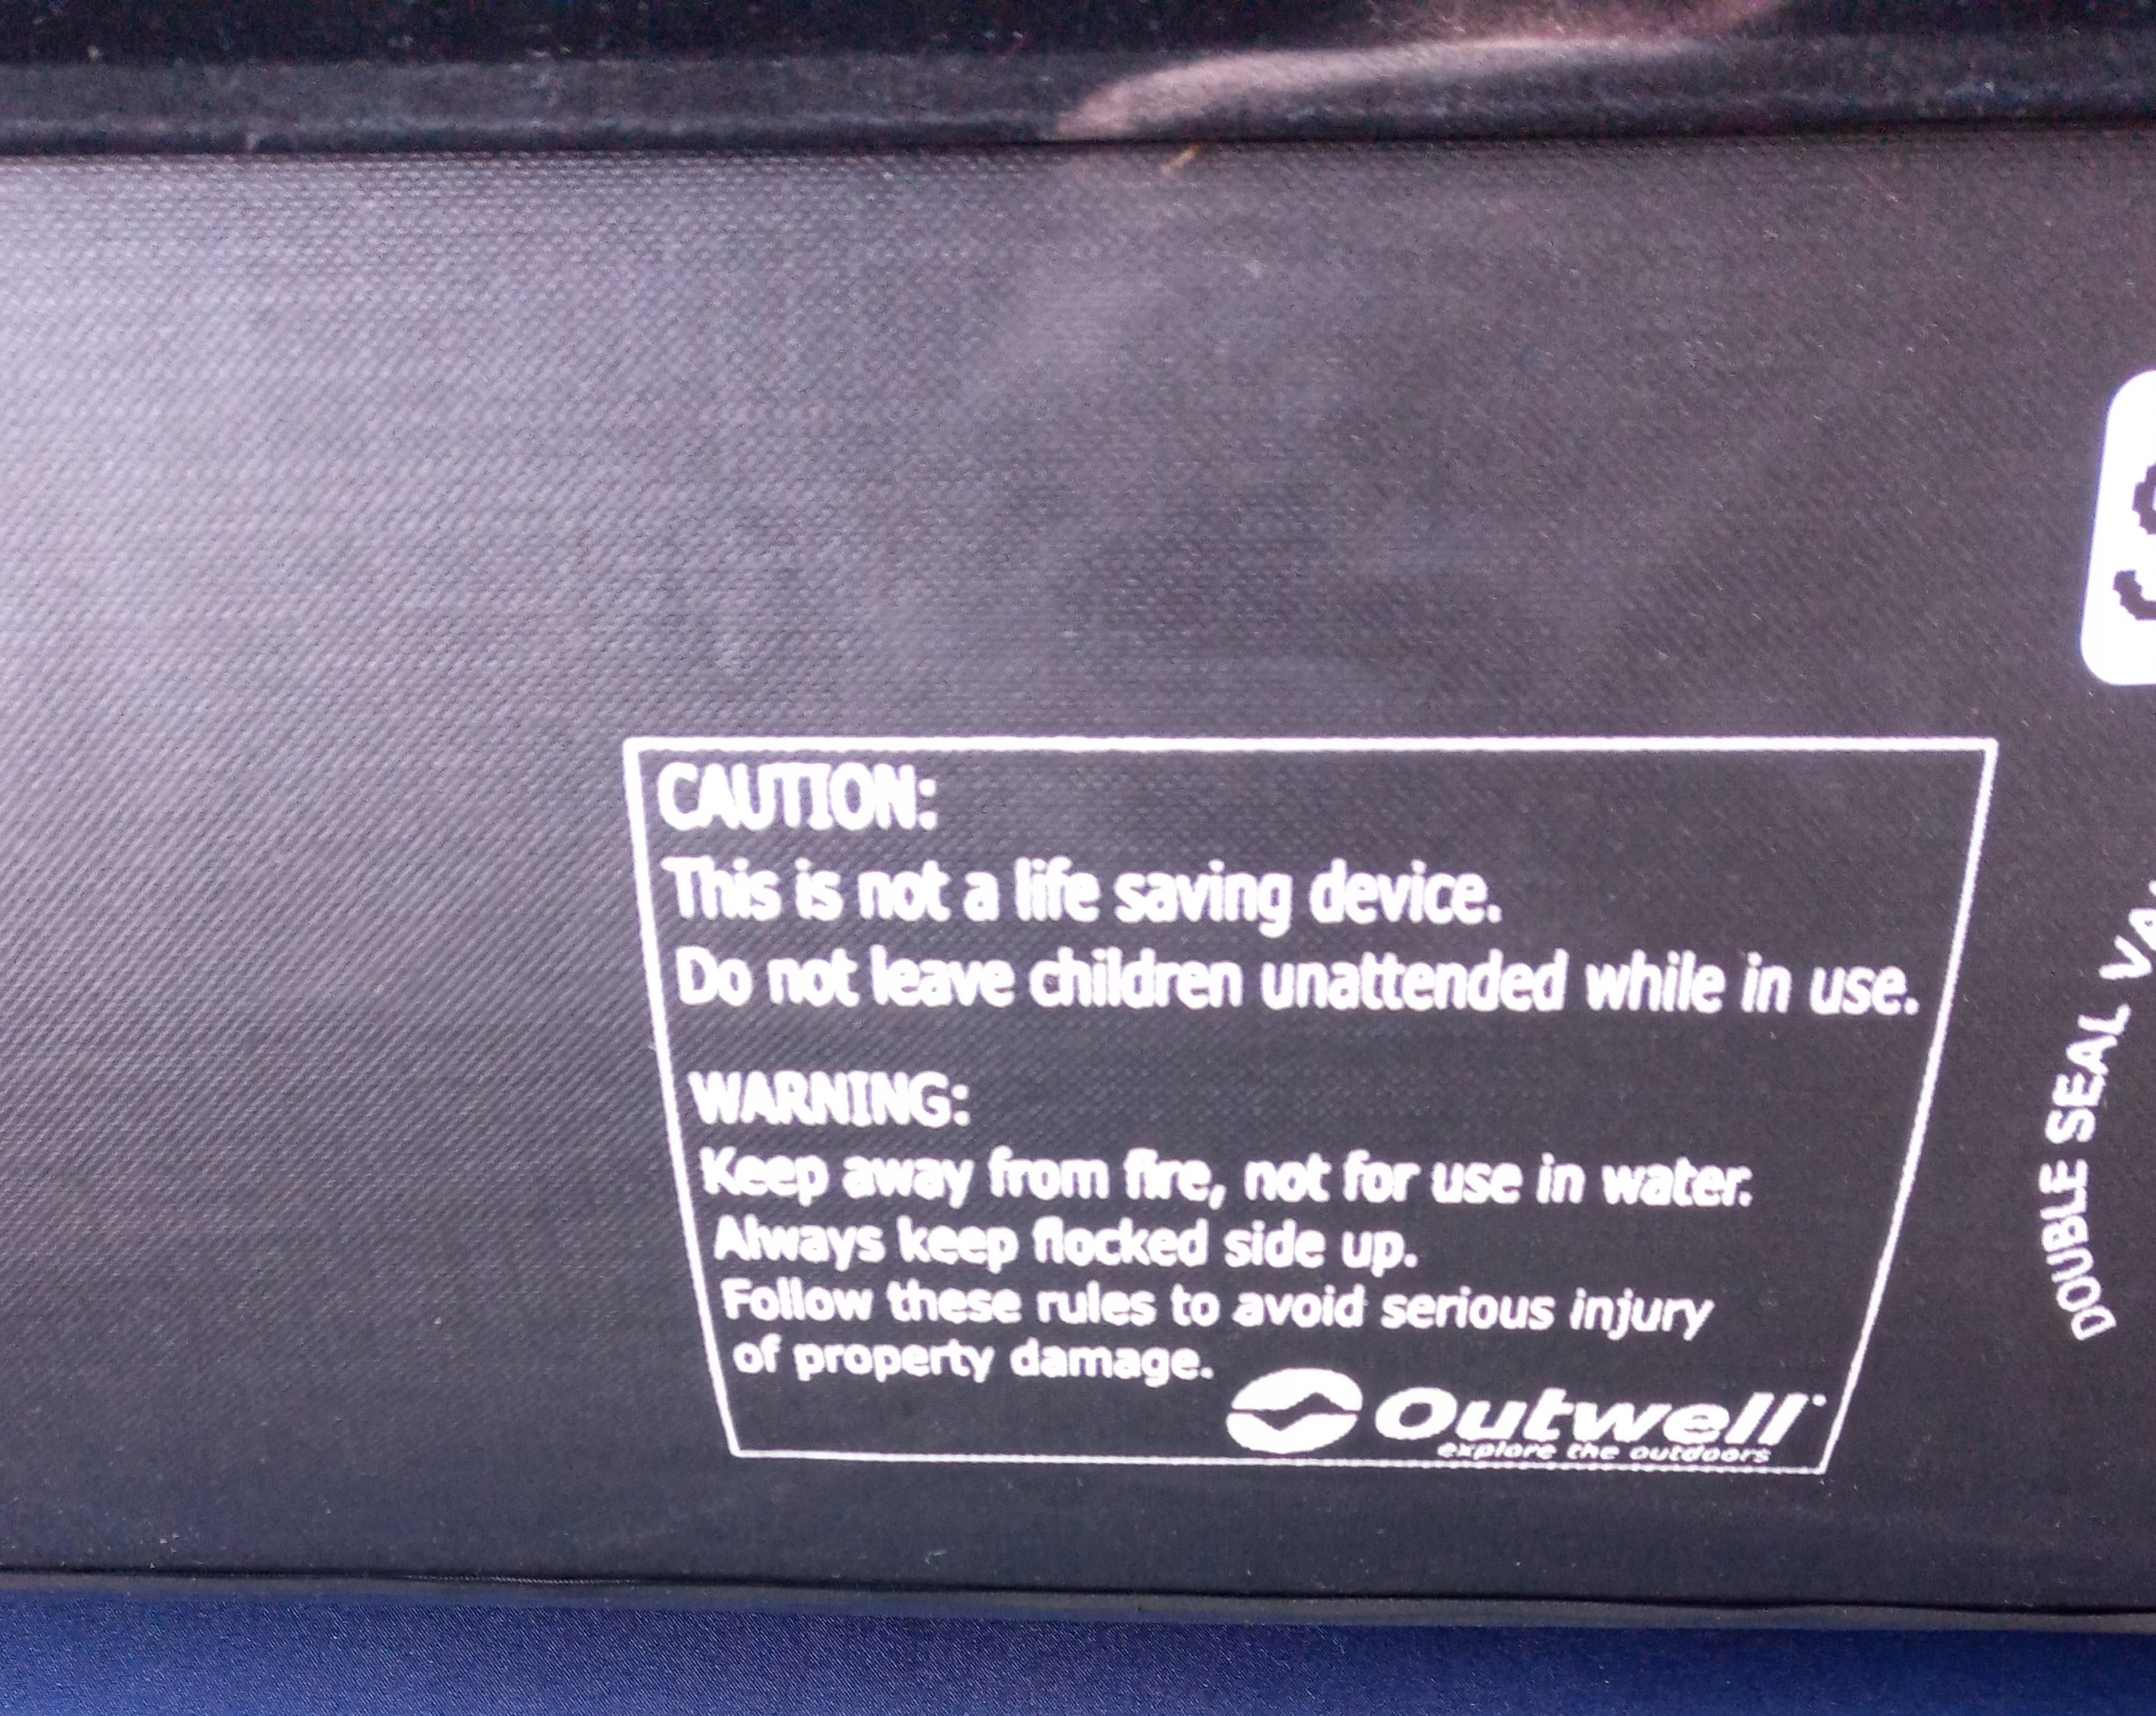 CAUTION:
This is not a life saving device.
Do not leave children unattended while in use.
WARNING:
Keep away from fire, not for use in water.
Always keep flocked side up.
Follow these rules to avoid serious injury
of property damage.
Outwell
explore the outdoors
DOUBLE SEAL